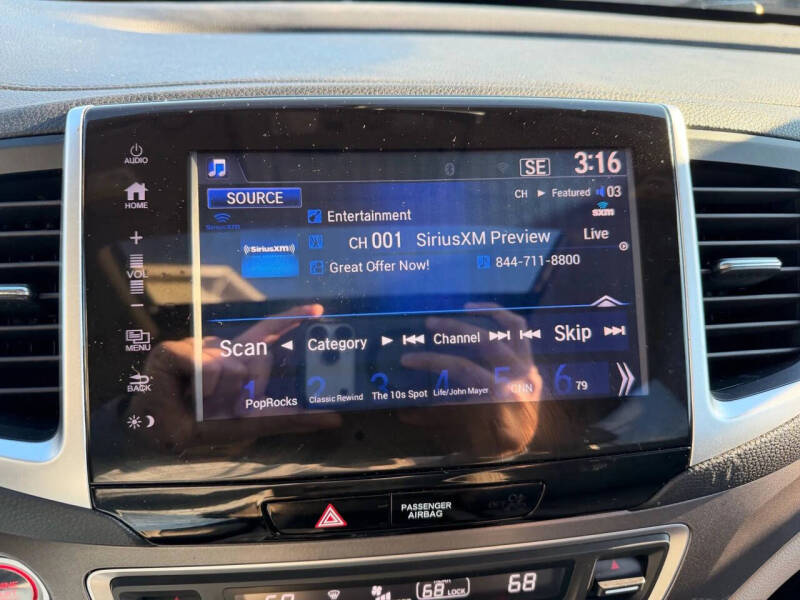 AUDIO
HOME
+
VOL
−
MENU
BACK
SE 3:16
SOURCE
CH ▶ Featured 03
SiriusXM
sxm
Entertainment
((SiriusXM))
CH 001 SiriusXM Preview
Live
Great Offer Now!
844-711-8800
Scan
Category
Channel
Skip
1 2 3 4 5 6
PopRocks
Classic Rewind
The 10s Spot
Life/John Mayer
CNN
79
PASSENGER
AIRBAG
68
LOCK
68